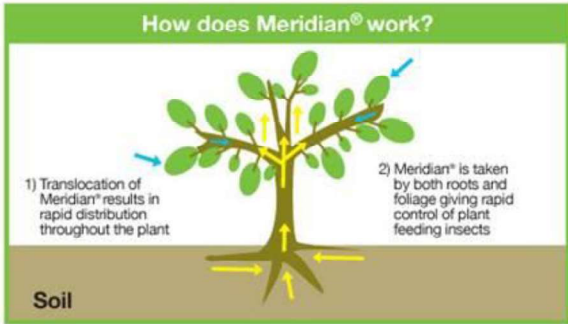 How does Meridian® work?
1) Translocation of
Meridian® results in
rapid distribution
throughout the plant
2) Meridian® is taken
by both roots and
foliage giving rapid
control of plant
feeding insects
Soil